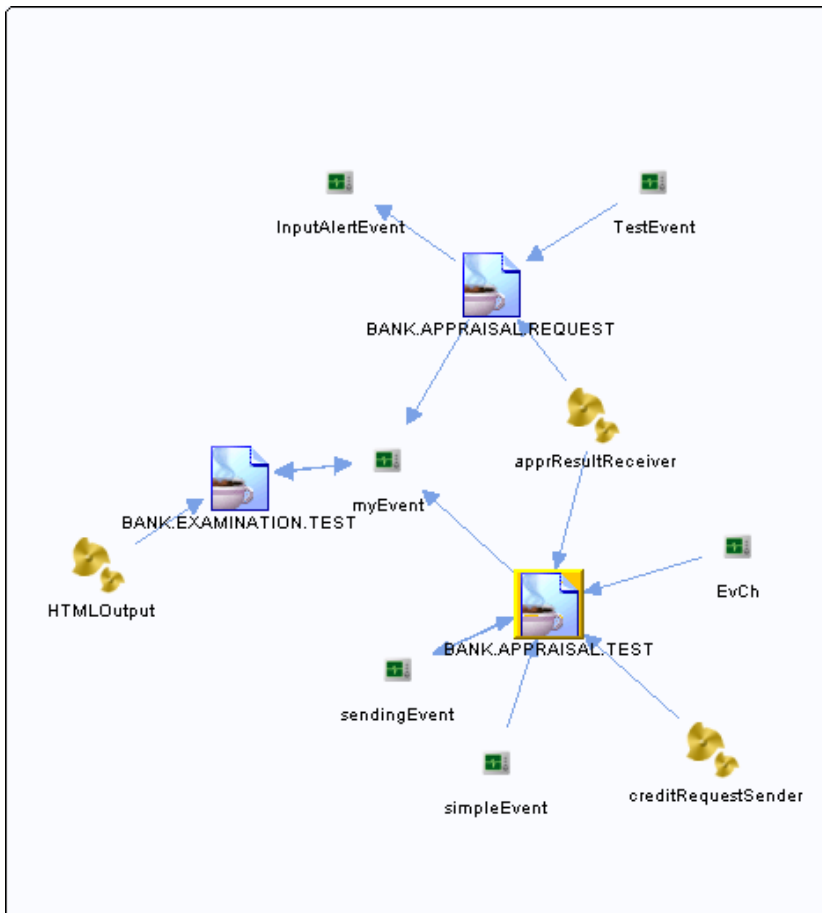 InputAlertEvent
TestEvent
BANK.APPRAISAL.REQUEST
apprResultReceiver
myEvent
BANK.EXAMINATION.TEST
EvCh
HTMLOutput
BANK.APPRAISAL.TEST
sendingEvent
creditRequestSender
simpleEvent